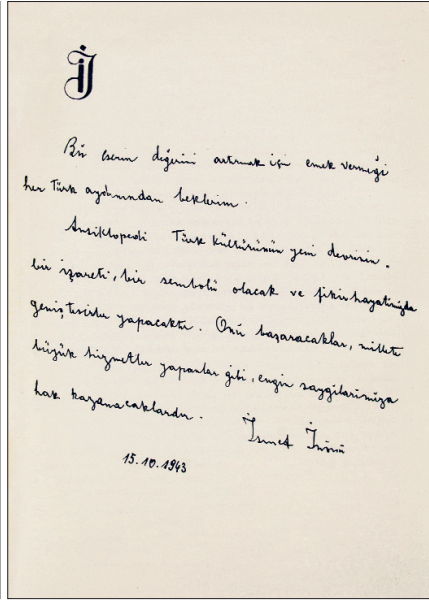 İİ
Bu eserin değerini artırmak için emek vermeği
her Türk aydınından beklerim.
Ansiklopedi Türk kültürünün yeni devrinin
bir işareti, bir sembolü olacak ve fikir hayatımızda
geniş tesirler yapacaktır. Onu başaracaklar, millete
büyük hizmetler yapanlar gibi, engin saygılarımıza
hak kazanacaklardır.
İsmet İnönü
15.10.1943